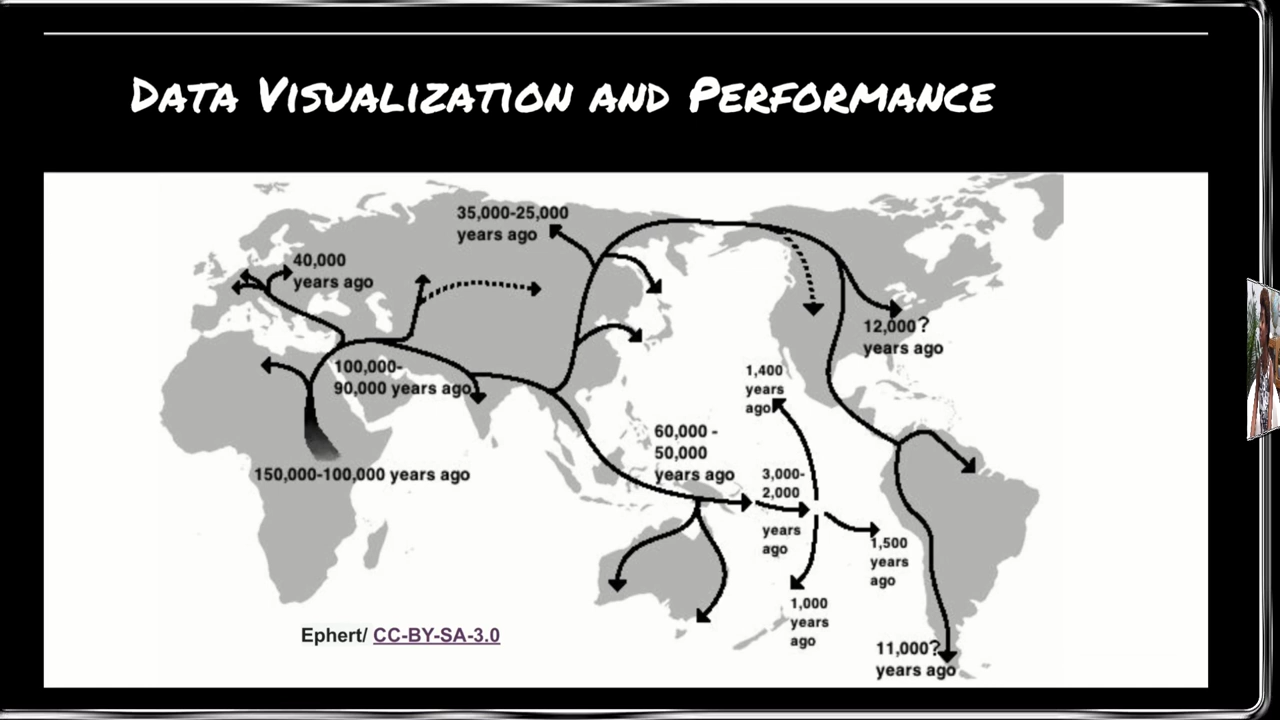 DATA VISUALIZATION AND PERFORMANCE
35,000-25,000
years ago
40,000
years ago
100,000-
90,000 years ago
150,000-100,000 years ago
12,000?
years ago
1,400
years
ago
60,000 -
50,000
years ago
3,000-
2,000
years
ago
1,500
years
ago
1,000
years
ago
11,000?
years ago
Ephert/ CC-BY-SA-3.0